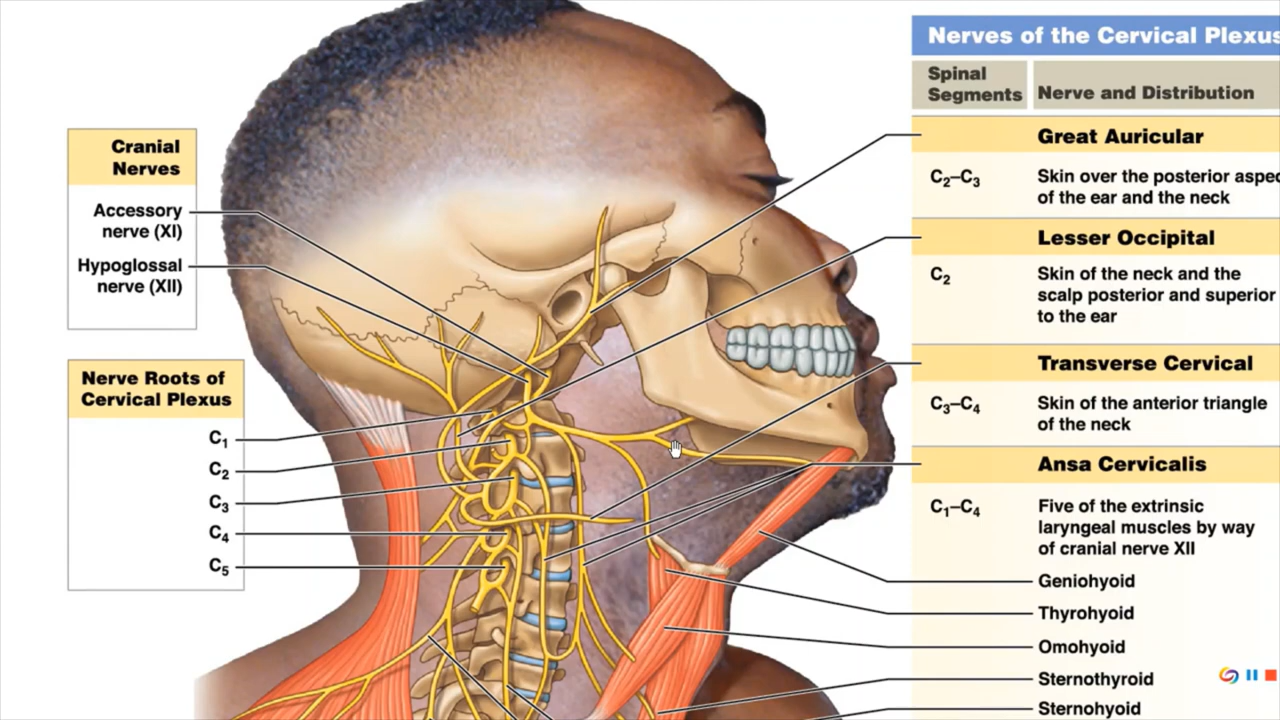 Cranial
Nerves
Accessory
nerve (XI)
Hypoglossal
nerve (XII)
Nerve Roots of
Cervical Plexus
C1
C2
C3
C4
C5
Nerves of the Cervical Plexus
Spinal
Segments
Nerve and Distribution
Great Auricular
C2–C3
Skin over the posterior aspec
of the ear and the neck
Lesser Occipital
C2
Skin of the neck and the
scalp posterior and superior
to the ear
Transverse Cervical
C3–C4
Skin of the anterior triangle
of the neck
Ansa Cervicalis
C1–C4
Five of the extrinsic
laryngeal muscles by way
of cranial nerve XII
Geniohyoid
Thyrohyoid
Omohyoid
Sternothyroid
Sternohyoid